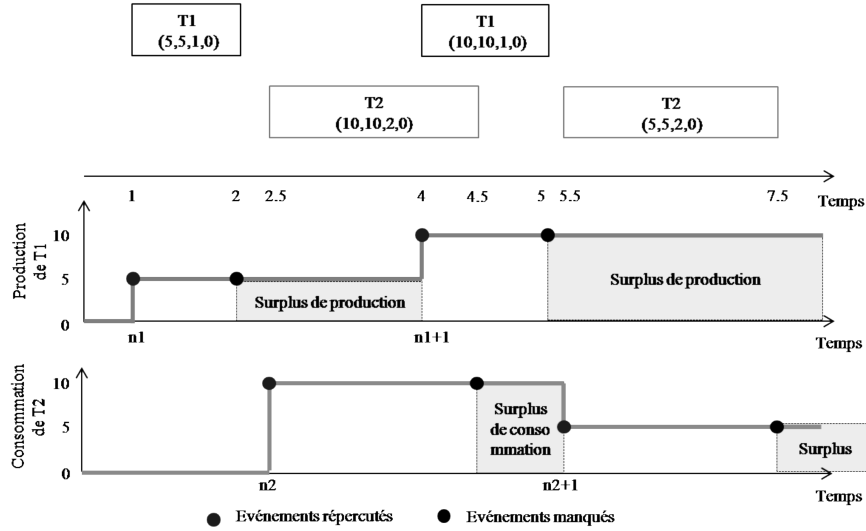 T1
(5,5,1,0)
T1
(10,10,1,0)
T2
(10,10,2,0)
T2
(5,5,2,0)
1
2
2.5
4
4.5
5
5.5
7.5
Temps
Production
de T1
10
5
0
Surplus de production
Surplus de production
n1
n1+1
Temps
Consommation
de T2
10
5
0
Surplus
de conso
mmation
Surplus
n2
n2+1
Temps
Evénements répercutés
Evénements manqués